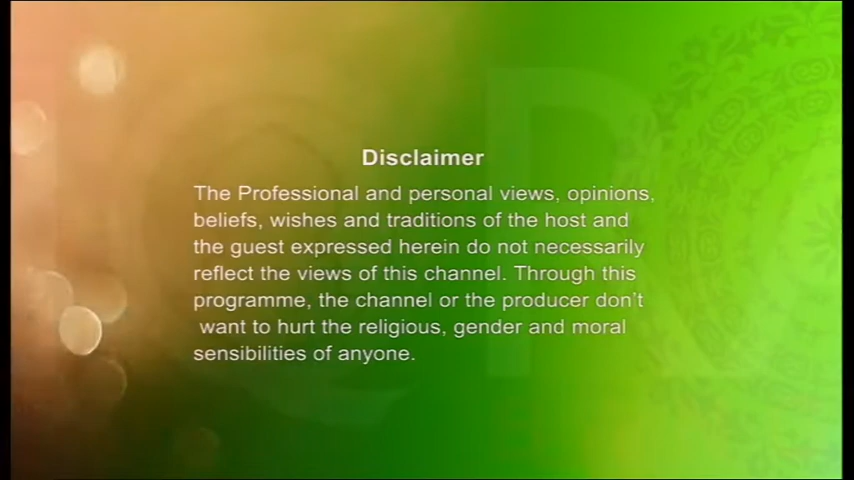 Disclaimer
The Professional and personal views, opinions,
beliefs, wishes and traditions of the host and
the guest expressed herein do not necessarily
reflect the views of this channel. Through this
programme, the channel or the producer don't
want to hurt the religious, gender and moral
sensibilities of anyone.